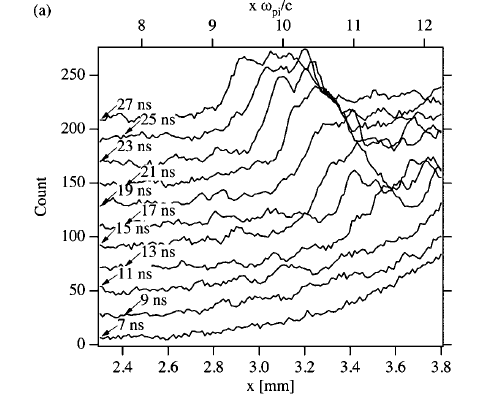 (a)
x ωpi/c
8 9 10 11 12
250
200
150
100
50
0
Count
27 ns
25 ns
23 ns
21 ns
19 ns
17 ns
15 ns
13 ns
11 ns
9 ns
7 ns
2.4 2.6 2.8 3.0 3.2 3.4 3.6 3.8
x [mm]